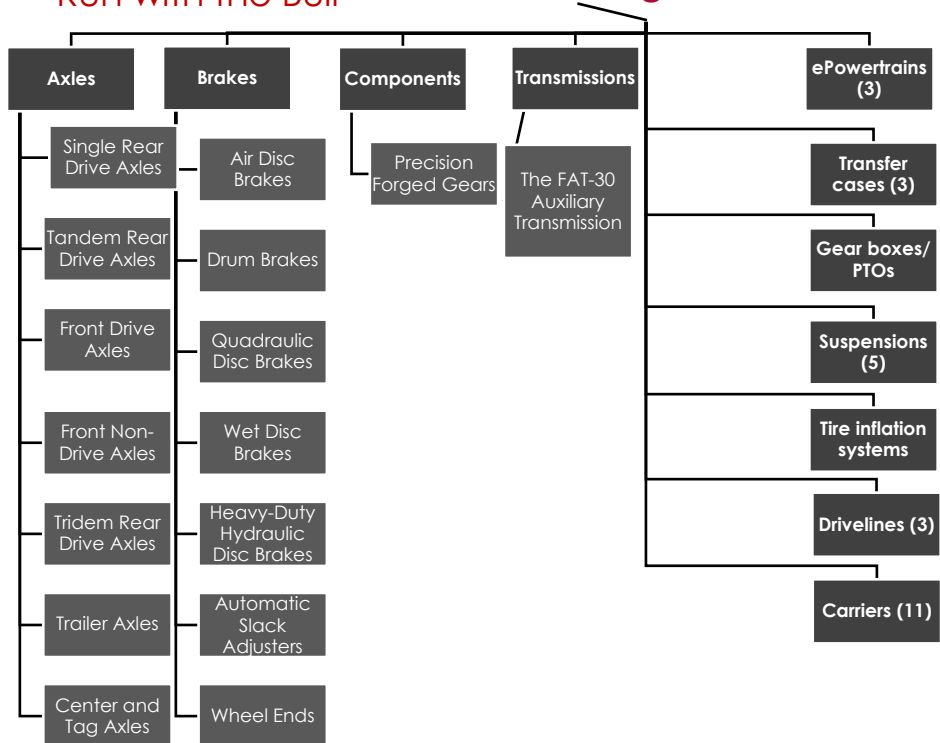 Run with the Bull
g
Axles
Brakes
Components
Transmissions
ePowertrains
(3)
Single Rear
Drive Axles
Air Disc
Brakes
Precision
Forged Gears
The FAT-30
Auxiliary
Transmission
Transfer
cases (3)
Tandem Rear
Drive Axles
Drum Brakes
Gear boxes/
PTOs
Front Drive
Axles
Quadraulic
Disc Brakes
Suspensions
(5)
Front Non-
Drive Axles
Wet Disc
Brakes
Tire inflation
systems
Tridem Rear
Drive Axles
Heavy-Duty
Hydraulic
Disc Brakes
Drivelines (3)
Trailer Axles
Automatic
Slack
Adjusters
Carriers (11)
Center and
Tag Axles
Wheel Ends